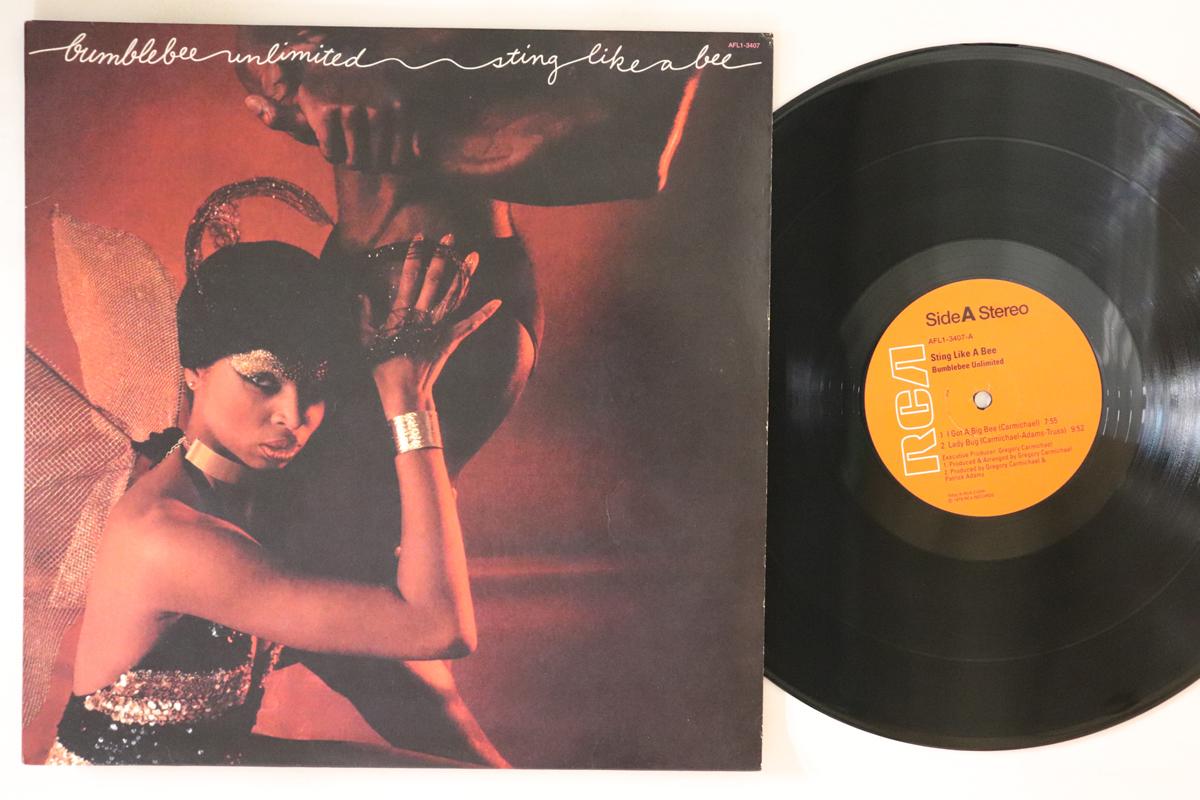 bumblebee unlimited sting like a bee
AFL1-3407
Side A Stereo
AFL1-3407-A
Sting Like A Bee
Bumblebee Unlimited
RCA
1 I Got A Big Bee (Carmichael) 7:55
2 Lady Bug (Carmichael-Adams-Truss) 9:52
Executive Producer: Gregory Carmichael
1. Produced & Arranged by Gregory Carmichael
2. Produced by Gregory Carmichael &
Patrick Adams